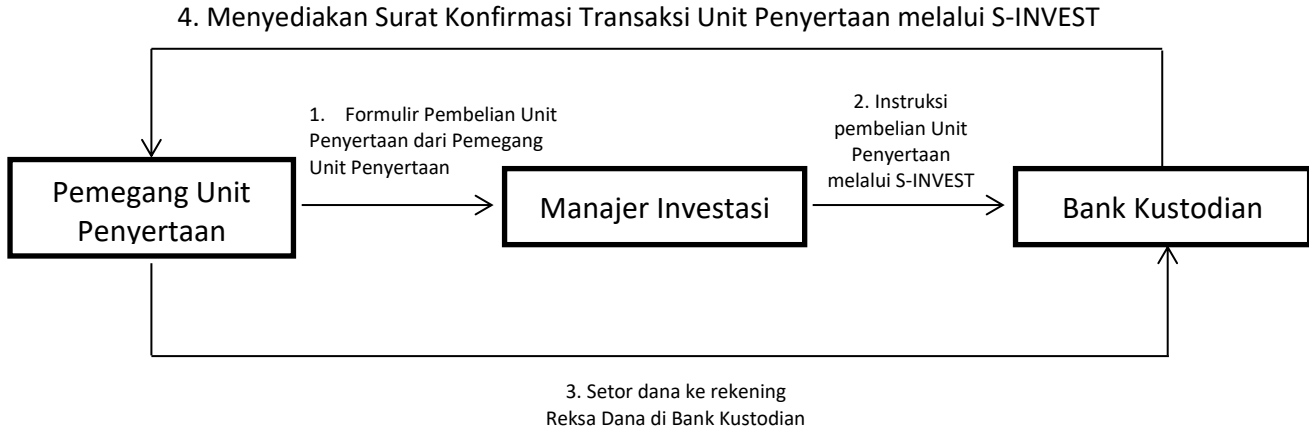 4. Menyediakan Surat Konfirmasi Transaksi Unit Penyertaan melalui S-INVEST
1. Formulir Pembelian Unit
Penyertaan dari Pemegang
Unit Penyertaan
2. Instruksi
pembelian Unit
Penyertaan
melalui S-INVEST
Pemegang Unit
Penyertaan
Manajer Investasi
Bank Kustodian
3. Setor dana ke rekening
Reksa Dana di Bank Kustodian